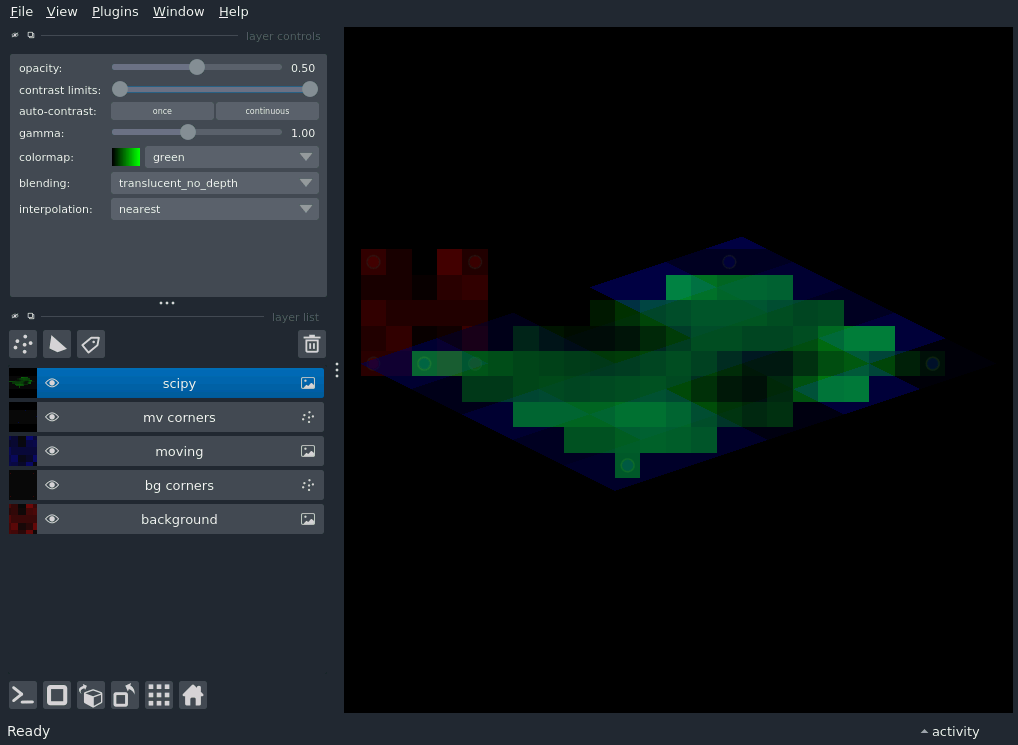 File View Plugins Window Help
layer controls
opacity: 0.50
contrast limits:
auto-contrast: once continuous
gamma: 1.00
colormap: green
blending: translucent_no_depth
interpolation: nearest
layer list
scipy
mv corners
moving
bg corners
background
Ready
activity